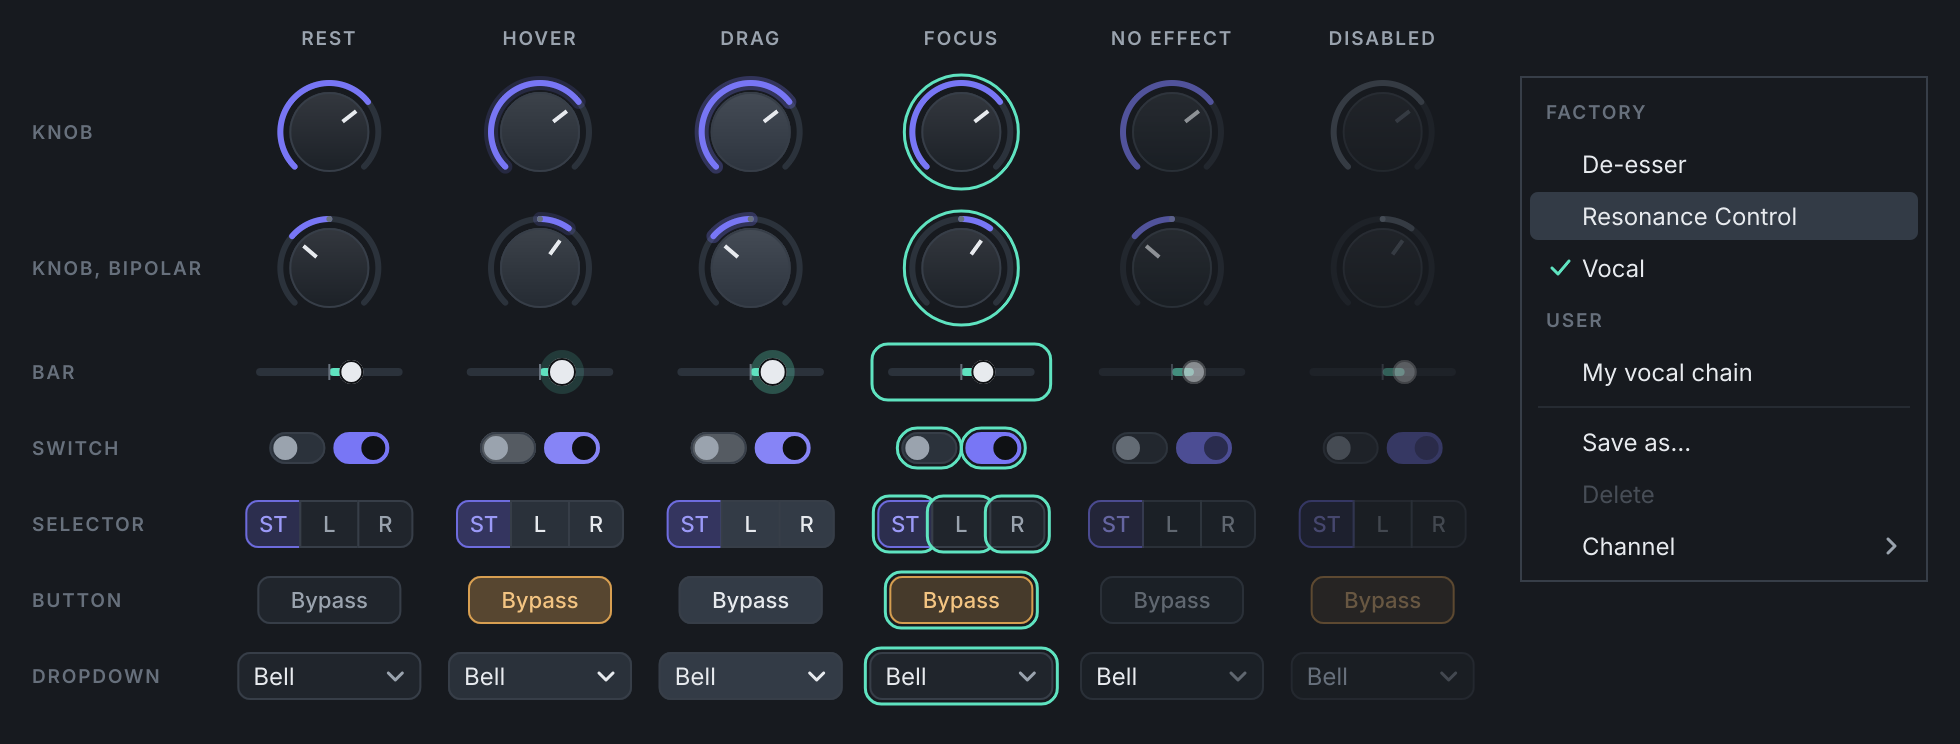 REST HOVER DRAG FOCUS NO EFFECT DISABLED
KNOB
KNOB, BIPOLAR
BAR
SWITCH
SELECTOR ST L R ST L R ST L R ST L R ST L R ST L R
BUTTON Bypass Bypass Bypass Bypass Bypass Bypass
DROPDOWN Bell Bell Bell Bell Bell Bell
FACTORY
De-esser
Resonance Control
Vocal
USER
My vocal chain
Save as...
Delete
Channel